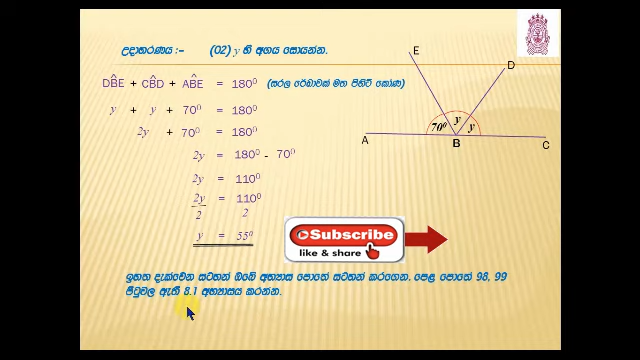 උදාහරණය :- (02) y හි අගය සොයන්න.
DB̂E + CB̂D + AB̂E = 180⁰ (සරල රේඛාවක් මත පිහිටි කෝණ)
y + y + 70⁰ = 180⁰
2y + 70⁰ = 180⁰
2y = 180⁰ - 70⁰
2y = 110⁰
2y = 110⁰
2 2
y = 55⁰
E
D
70⁰ y y
A B C
Subscribe
like & share
ඉහත දැක්වෙන සටහන් ඔබේ අභ්‍යාස පොතේ සටහන් කරගෙන, පෙළ පොතේ 98, 99
පිටුවල ඇති 8.1 අභ්‍යාසය කරන්න.